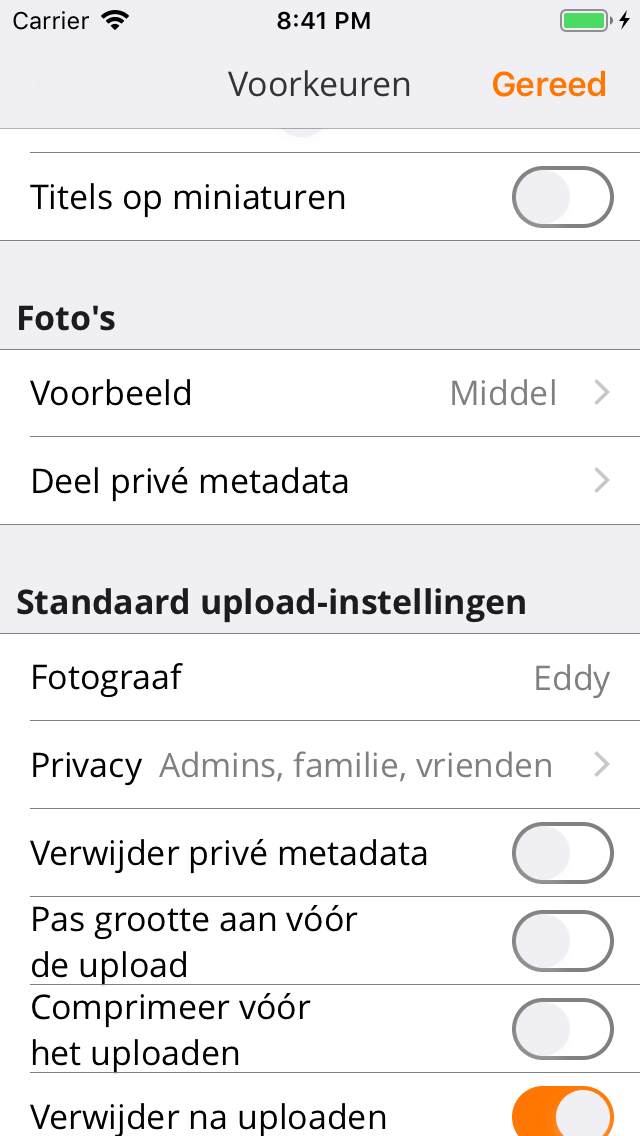 Carrier 8:41 PM
Voorkeuren Gereed
Titels op miniaturen
Foto's
Voorbeeld Middel
Deel privé metadata
Standaard upload-instellingen
Fotograaf Eddy
Privacy Admins, familie, vrienden
Verwijder privé metadata
Pas grootte aan vóór
de upload
Comprimeer vóór
het uploaden
Verwijder na uploaden